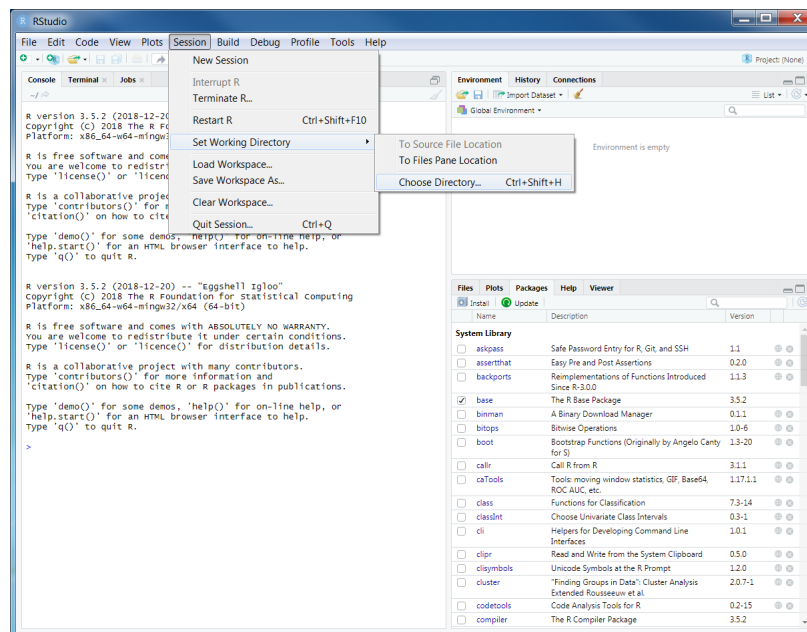 RStudio
File Edit Code View Plots Session Build Debug Profile Tools Help
Project: (None)
New Session
Interrupt R
Terminate R...
Restart R Ctrl+Shift+F10
Set Working Directory
Load Workspace...
Save Workspace As...
Clear Workspace...
Quit Session... Ctrl+Q
To Source File Location
To Files Pane Location
Choose Directory... Ctrl+Shift+H
Console Terminal Jobs
~/
R version 3.5.2 (2018-12-20
Copyright (C) 2018 The R Fo
Platform: x86_64-w64-mingw3
R is free software and come
You are welcome to redistri
Type 'license()' or 'licenc
R is a collaborative projec
Type 'contributors()' for m
'citation()' on how to cite
Type 'demo()' for some demos, 'help()' for on-line help, or
'help.start()' for an HTML browser interface to help.
Type 'q()' to quit R.
R version 3.5.2 (2018-12-20) -- "Eggshell Igloo"
Copyright (C) 2018 The R Foundation for Statistical Computing
Platform: x86_64-w64-mingw32/x64 (64-bit)
R is free software and comes with ABSOLUTELY NO WARRANTY.
You are welcome to redistribute it under certain conditions.
Type 'license()' or 'licence()' for distribution details.
R is a collaborative project with many contributors.
Type 'contributors()' for more information and
'citation()' on how to cite R or R packages in publications.
Type 'demo()' for some demos, 'help()' for on-line help, or
'help.start()' for an HTML browser interface to help.
Type 'q()' to quit R.
>
Environment History Connections
Import Dataset List
Global Environment
Environment is empty
Files Plots Packages Help Viewer
Install Update
Name Description Version
System Library
askpass Safe Password Entry for R, Git, and SSH 1.1
assertthat Easy Pre and Post Assertions 0.2.0
backports Reimplementations of Functions Introduced 1.1.3
Since R-3.0.0
base The R Base Package 3.5.2
binman A Binary Download Manager 0.1.1
bitops Bitwise Operations 1.0-6
boot Bootstrap Functions (Originally by Angelo Canty 1.3-20
for S)
callr Call R from R 3.1.1
caTools Tools: moving window statistics, GIF, Base64, 1.17.1.1
ROC AUC, etc.
class Functions for Classification 7.3-14
classInt Choose Univariate Class Intervals 0.3-1
cli Helpers for Developing Command Line 1.0.1
Interfaces
clipr Read and Write from the System Clipboard 0.5.0
clisymbols Unicode Symbols at the R Prompt 1.2.0
cluster "Finding Groups in Data": Cluster Analysis 2.0.7-1
Extended Rousseeuw et al.
codetools Code Analysis Tools for R 0.2-15
compiler The R Compiler Package 3.5.2